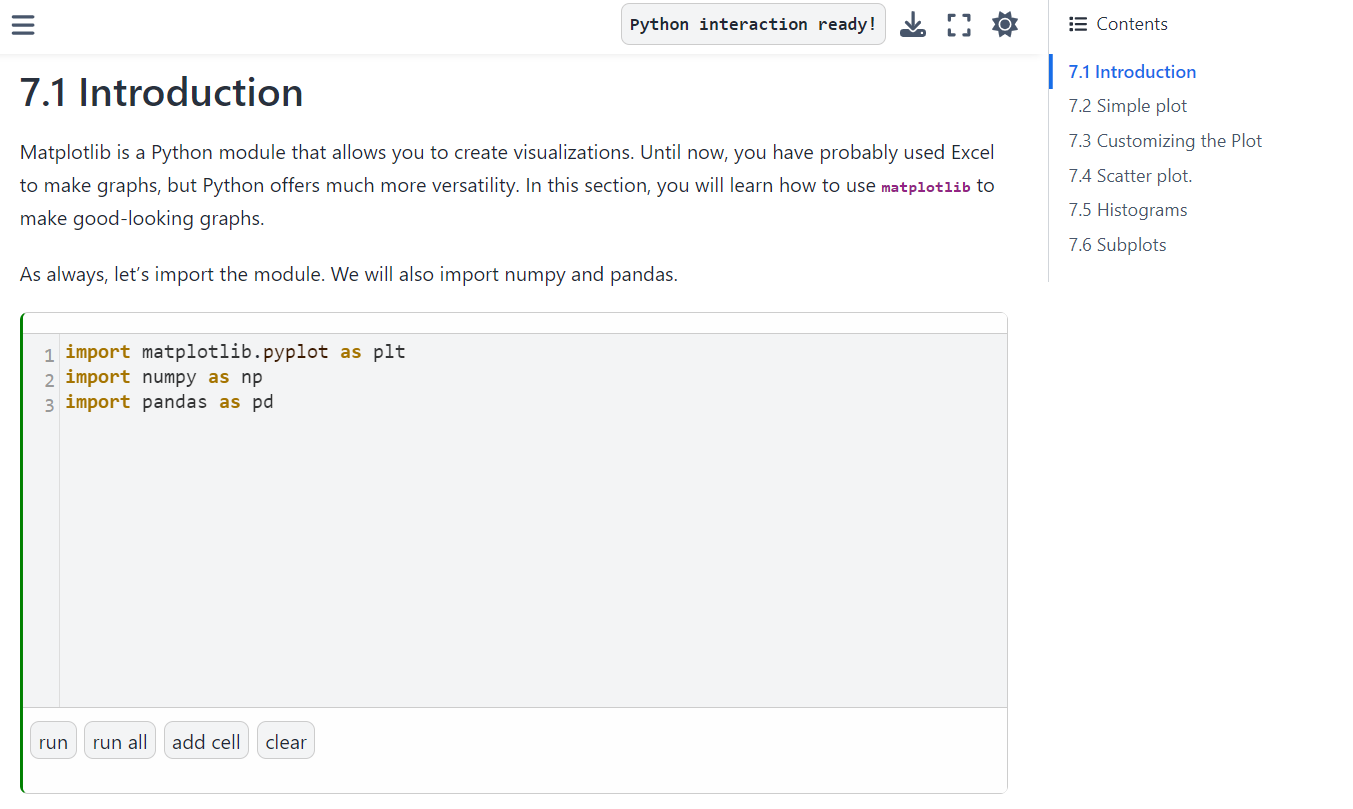 Python interaction ready!
7.1 Introduction
Matplotlib is a Python module that allows you to create visualizations. Until now, you have probably used Excel
to make graphs, but Python offers much more versatility. In this section, you will learn how to use matplotlib to
make good-looking graphs.
As always, let’s import the module. We will also import numpy and pandas.
1 import matplotlib.pyplot as plt
2 import numpy as np
3 import pandas as pd
run run all add cell clear
Contents
7.1 Introduction
7.2 Simple plot
7.3 Customizing the Plot
7.4 Scatter plot.
7.5 Histograms
7.6 Subplots